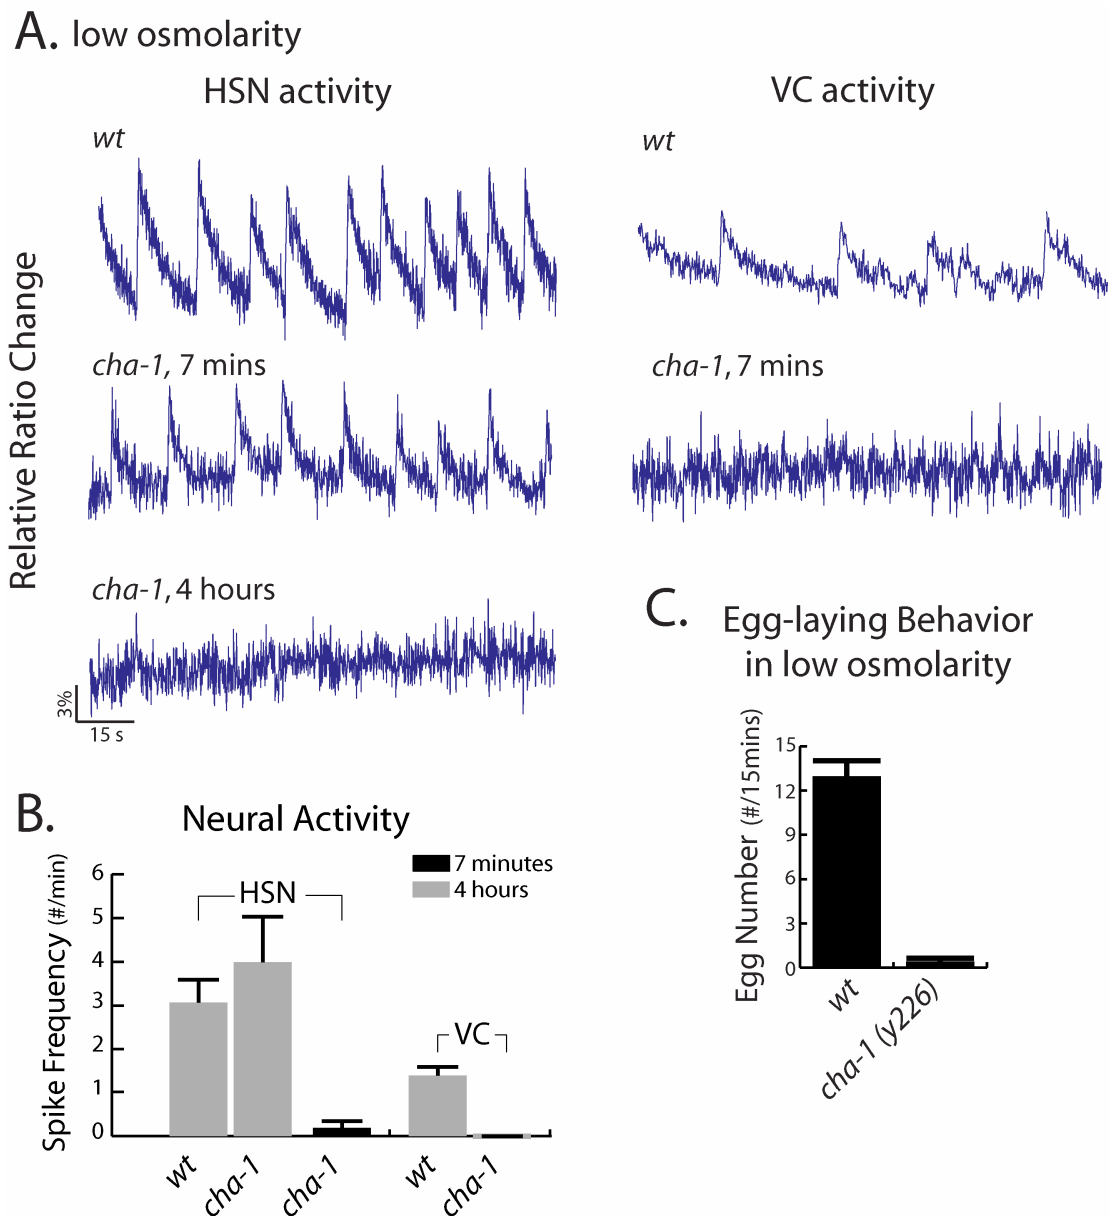 A. low osmolarity
HSN activity
VC activity
wt
wt
Relative Ratio Change
cha-1, 7 mins
cha-1, 7 mins
cha-1, 4 hours
3%
15 s
B. Neural Activity
7 minutes
4 hours
Spike Frequency (#/min)
6
5
4
3
2
1
0
HSN
VC
wt
cha-1
cha-1
wt
cha-1
C. Egg-laying Behavior
in low osmolarity
Egg Number (#/15mins)
15
12
9
6
3
0
wt
cha-1 (y226)